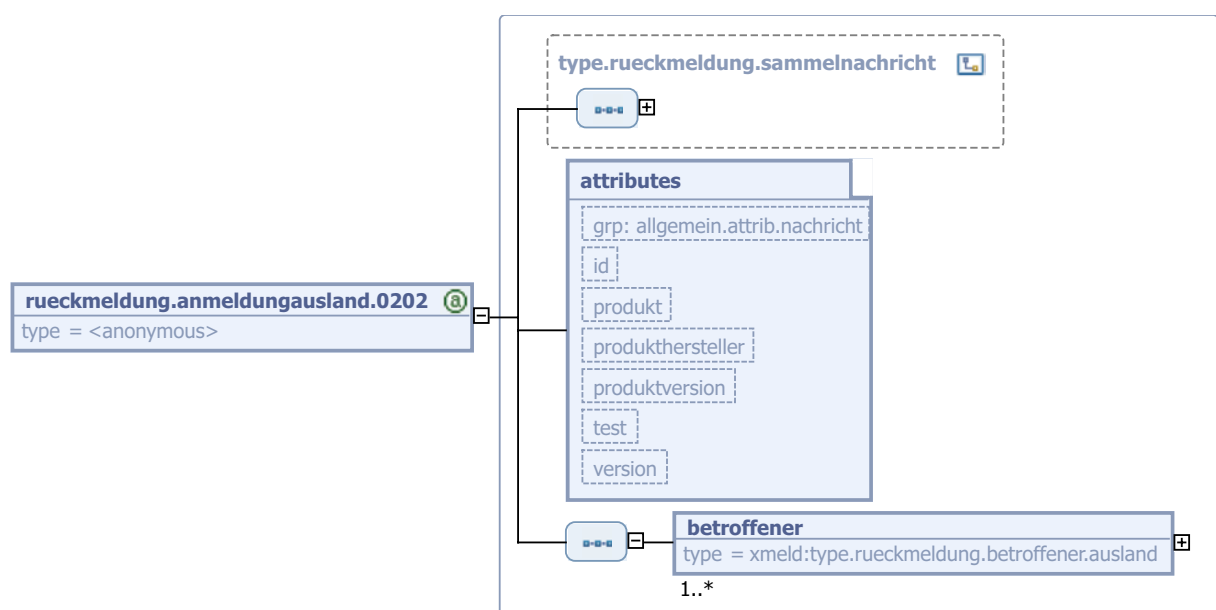 type.rueckmeldung.sammelnachricht
attributes
grp: allgemein.attrib.nachricht
id
produkt
produkthersteller
produktversion
test
version
rueckmeldung.anmeldungausland.0202 @
type = <anonymous>
betroffener
type = xmeld:type.rueckmeldung.betroffener.ausland
1..*